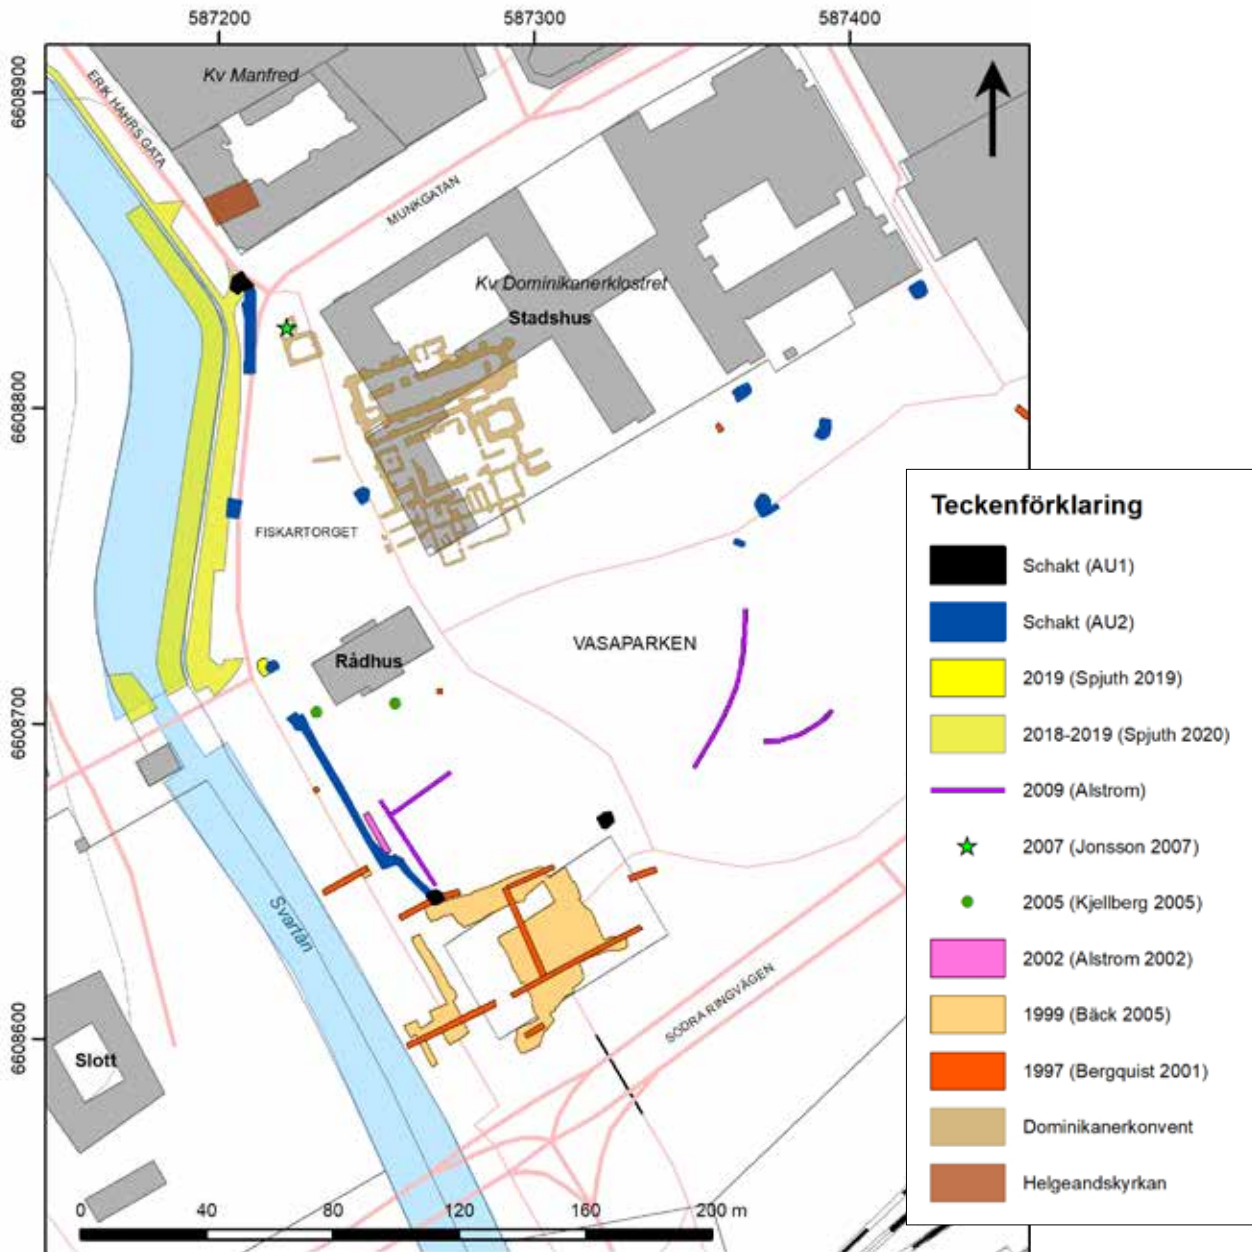 587200
587300
587400
6608900
6608800
6608700
6608600
Kv Manfred
ERIK HAHRS GATA
MUNKGATAN
Kv Dominikanerklostret
Stadshus
FISKARTORGET
VASAPARKEN
Rådhus
Svartån
SÖDRA RINGVÄGEN
Slott
0
40
80
120
160
200 m
Teckenförklaring
Schakt (AU1)
Schakt (AU2)
2019 (Spjuth 2019)
2018-2019 (Spjuth 2020)
2009 (Alstrom)
2007 (Jonsson 2007)
2005 (Kjellberg 2005)
2002 (Alstrom 2002)
1999 (Bäck 2005)
1997 (Bergquist 2001)
Dominikanerkonvent
Helgeandskyrkan